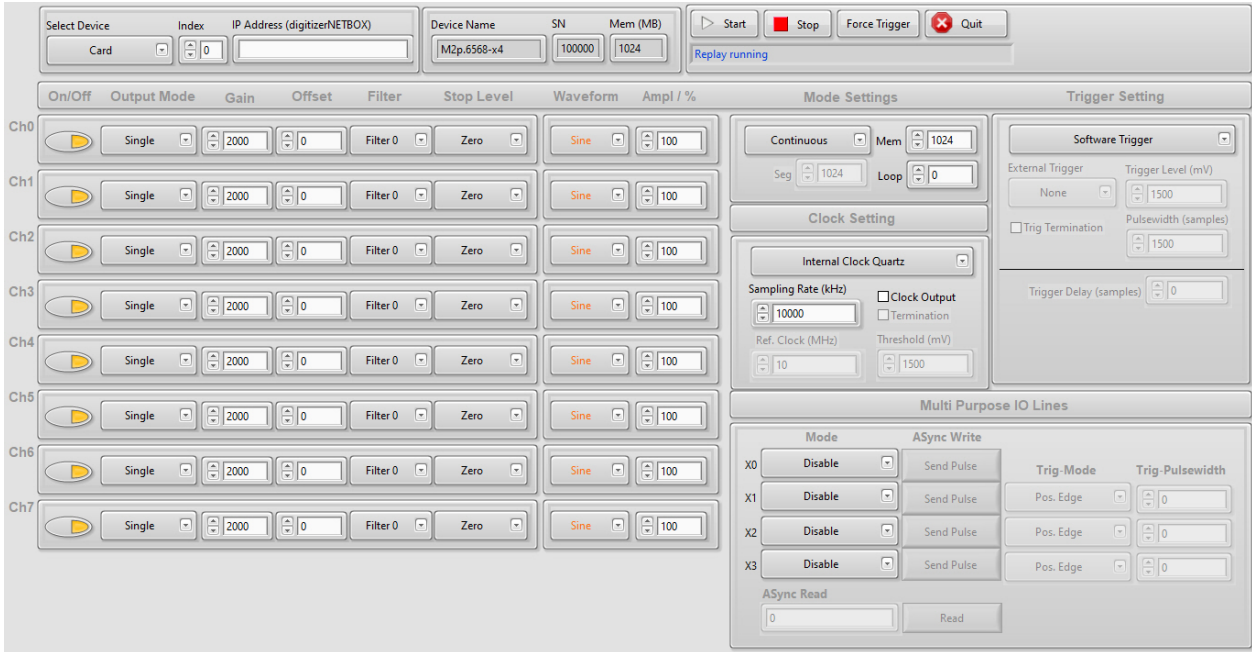 Select Device Index IP Address (digitizerNETBOX) Device Name SN Mem (MB)
Card 0 M2p.6568-x4 100000 1024
Start Stop Force Trigger Quit
Replay running
On/Off Output Mode Gain Offset Filter Stop Level Waveform Ampl / %
Ch0 Single 2000 0 Filter 0 Zero Sine 100
Ch1 Single 2000 0 Filter 0 Zero Sine 100
Ch2 Single 2000 0 Filter 0 Zero Sine 100
Ch3 Single 2000 0 Filter 0 Zero Sine 100
Ch4 Single 2000 0 Filter 0 Zero Sine 100
Ch5 Single 2000 0 Filter 0 Zero Sine 100
Ch6 Single 2000 0 Filter 0 Zero Sine 100
Ch7 Single 2000 0 Filter 0 Zero Sine 100
Mode Settings
Continuous Mem 1024
Seg 1024 Loop 0
Clock Setting
Internal Clock Quartz
Sampling Rate (kHz)
10000
Clock Output
Termination
Ref. Clock (MHz) Threshold (mV)
10 1500
Trigger Setting
Software Trigger
External Trigger Trigger Level (mV)
None 1500
Trig Termination Pulsewidth (samples)
1500
Trigger Delay (samples) 0
Multi Purpose IO Lines
Mode ASync Write
Trig-Mode Trig-Pulsewidth
X0 Disable Send Pulse
X1 Disable Send Pulse Pos. Edge 0
X2 Disable Send Pulse Pos. Edge 0
X3 Disable Send Pulse Pos. Edge 0
ASync Read
0 Read